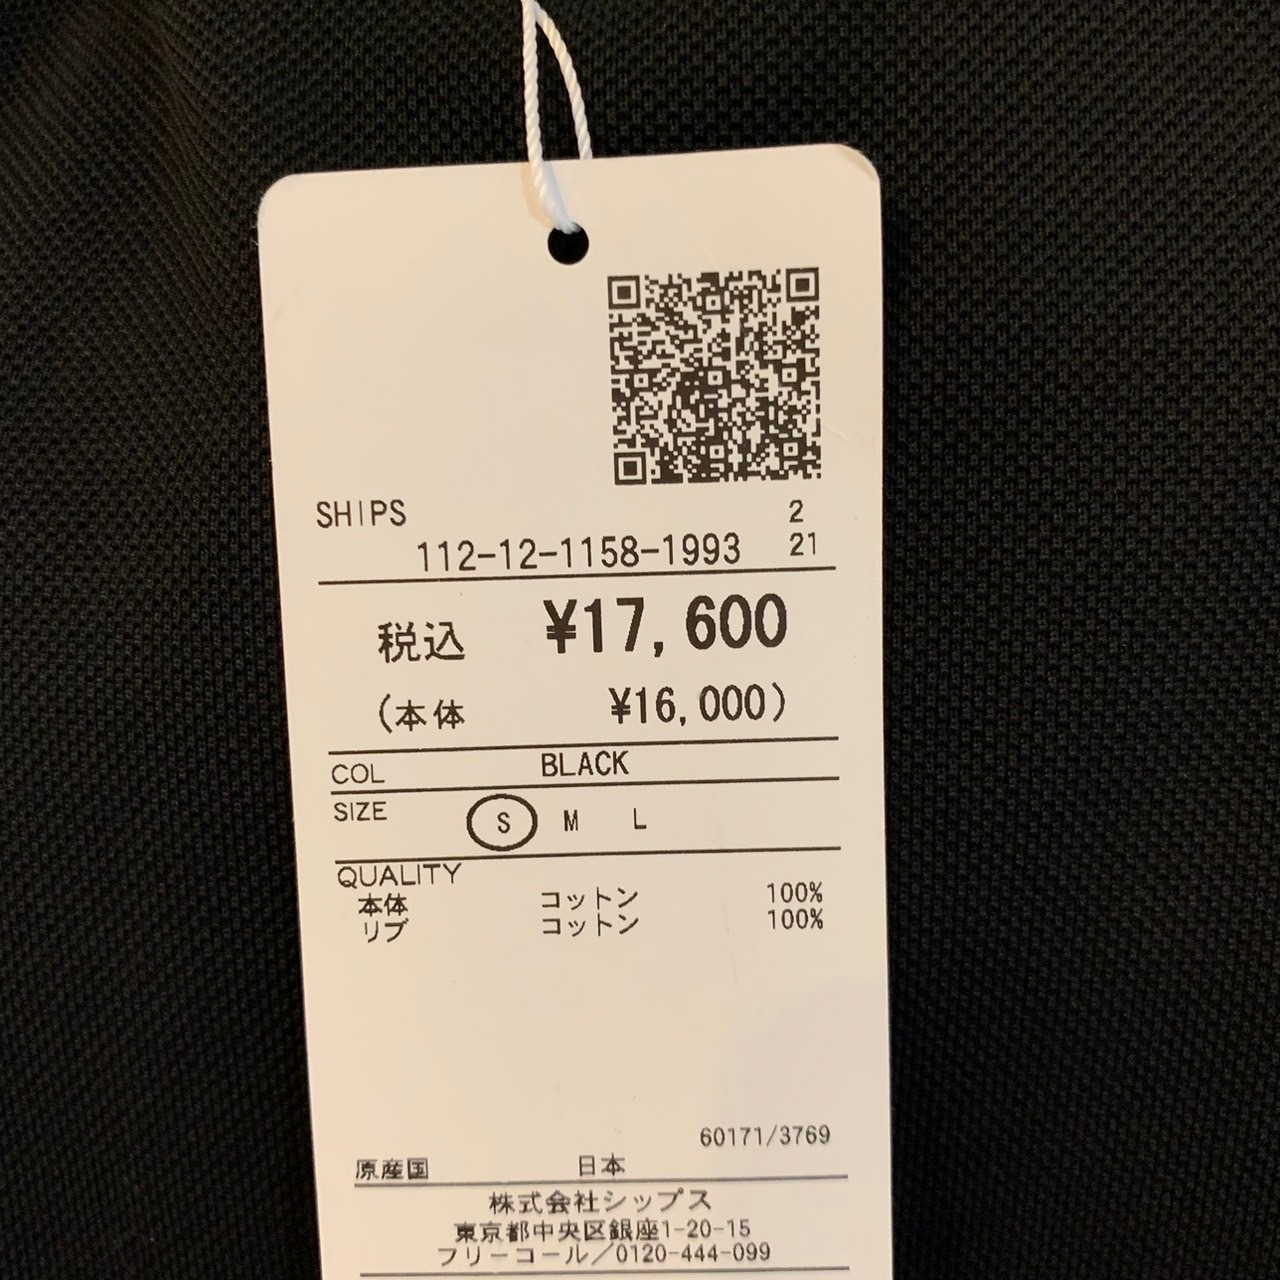 SHIPS 2
112-12-1158-1993 21
税込 ¥17,600
(本体 ¥16,000)
COL BLACK
SIZE S M L
QUALITY
本体 コットン 100%
リブ コットン 100%
60171/3769
原産国 日本
株式会社シップス
東京都中央区銀座1-20-15
フリーコール/0120-444-099